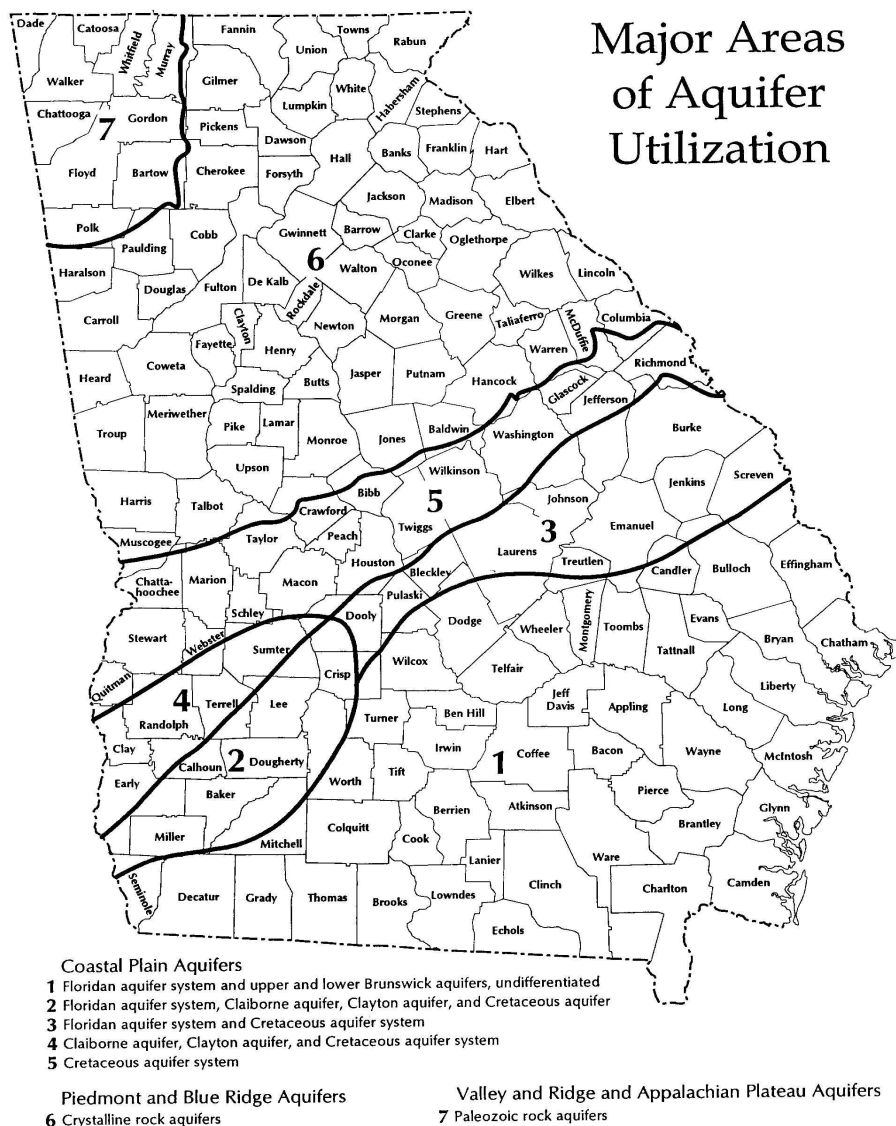 Major Areas
of Aquifer
Utilization
Dade
Catoosa
Whitfield
Murray
Fannin
Union
Towns
Rabun
Walker
Gilmer
White
Habersham
Lumpkin
Stephens
Chattooga
7
Gordon
Pickens
Dawson
Hall
Banks
Franklin
Hart
Floyd
Bartow
Cherokee
Forsyth
Jackson
Madison
Elbert
Polk
Paulding
Cobb
Gwinnett
Barrow
Clarke
Oglethorpe
6
Haralson
Douglas
Fulton
De Kalb
Rockdale
Walton
Oconee
Wilkes
Lincoln
Carroll
Clayton
Newton
Morgan
Greene
Taliaferro
McDuffie
Columbia
Fayette
Henry
Warren
Richmond
Heard
Coweta
Spalding
Butts
Jasper
Putnam
Hancock
Glascock
Jefferson
Troup
Meriwether
Pike
Lamar
Monroe
Jones
Baldwin
Washington
Burke
Upson
Wilkinson
Screven
Harris
Talbot
Crawford
Bibb
5
Johnson
Jenkins
Muscogee
Taylor
Peach
Twiggs
3
Emanuel
Chatta-
hoochee
Marion
Macon
Houston
Bleckley
Laurens
Treutlen
Candler
Bulloch
Effingham
Schley
Pulaski
Dooly
Dodge
Wheeler
Montgomery
Toombs
Evans
Bryan
Chatham
Stewart
Webster
Sumter
Crisp
Wilcox
Telfair
Tattnall
Quitman
4
Terrell
Lee
Randolph
Turner
Ben Hill
Jeff
Davis
Appling
Long
Liberty
Clay
Calhoun
2
Dougherty
Worth
Tift
Irwin
1
Coffee
Bacon
Wayne
McIntosh
Early
Baker
Berrien
Atkinson
Pierce
Miller
Mitchell
Colquitt
Cook
Brantley
Glynn
Lanier
Ware
Seminole
Decatur
Grady
Thomas
Brooks
Lowndes
Clinch
Charlton
Camden
Echols
Coastal Plain Aquifers
1 Floridan aquifer system and upper and lower Brunswick aquifers, undifferentiated
2 Floridan aquifer system, Claiborne aquifer, Clayton aquifer, and Cretaceous aquifer
3 Floridan aquifer system and Cretaceous aquifer system
4 Claiborne aquifer, Clayton aquifer, and Cretaceous aquifer system
5 Cretaceous aquifer system
Piedmont and Blue Ridge Aquifers
6 Crystalline rock aquifers
Valley and Ridge and Appalachian Plateau Aquifers
7 Paleozoic rock aquifers